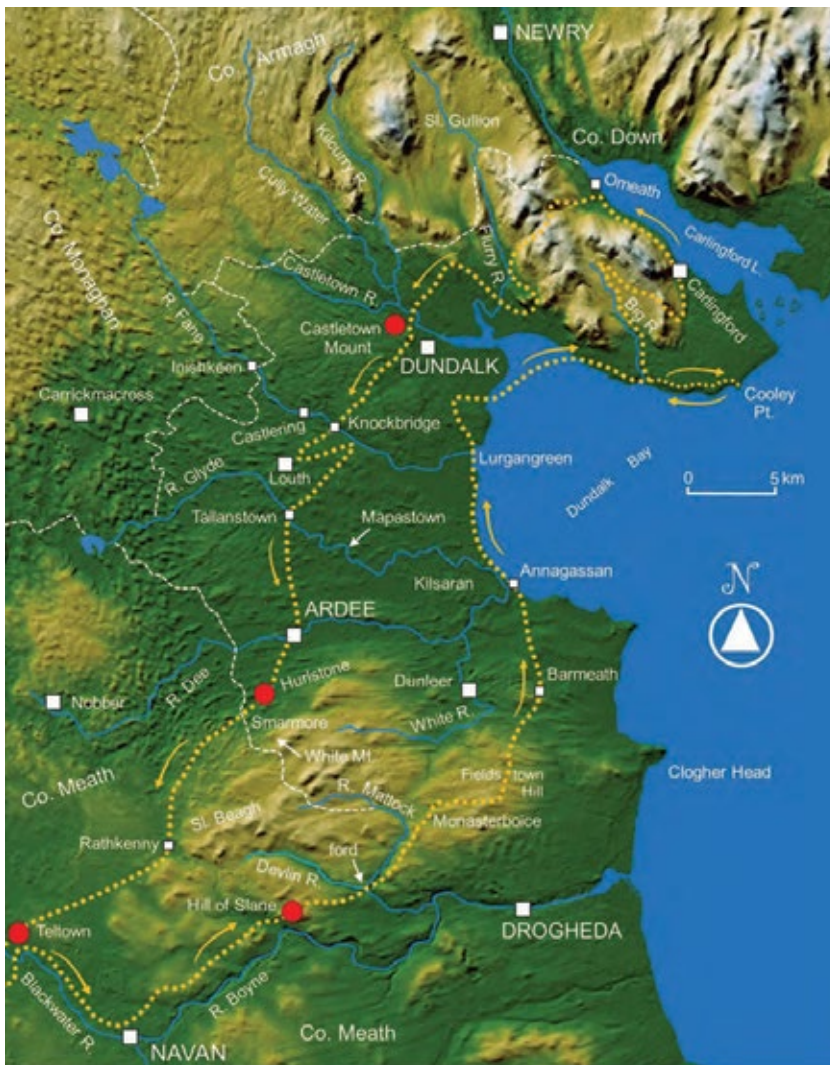 NEWRY
Co. Armagh
Sl. Gullion
Co. Down
Kilcurry R.
Cully Water
Omeath
Carlingford L.
Co. Monaghan
Flurry R.
Castletown R.
R. Fane
Big R.
Carlingford
Castletown
Mount
DUNDALK
Inishkeen
Cooley
Pt.
Carrickmacross
Castlering
Knockbridge
Louth
Lurgangreen
Dundalk Bay
R. Glyde
0 5 km
Tallanstown
Mapastown
N
Kilsaran
Annagassan
ARDEE
R. Dee
Hurlstone
Dunleer
Barmeath
Nobber
Smarmore
White R.
White Mt.
Clogher Head
Co. Meath
Fieldstown
Hill
R. Mattock
Sl. Beagh
Monasterboice
Rathkenny
ford
Devlin R.
Hill of Slane
Teltown
DROGHEDA
Blackwater R.
R. Boyne
Co. Meath
NAVAN